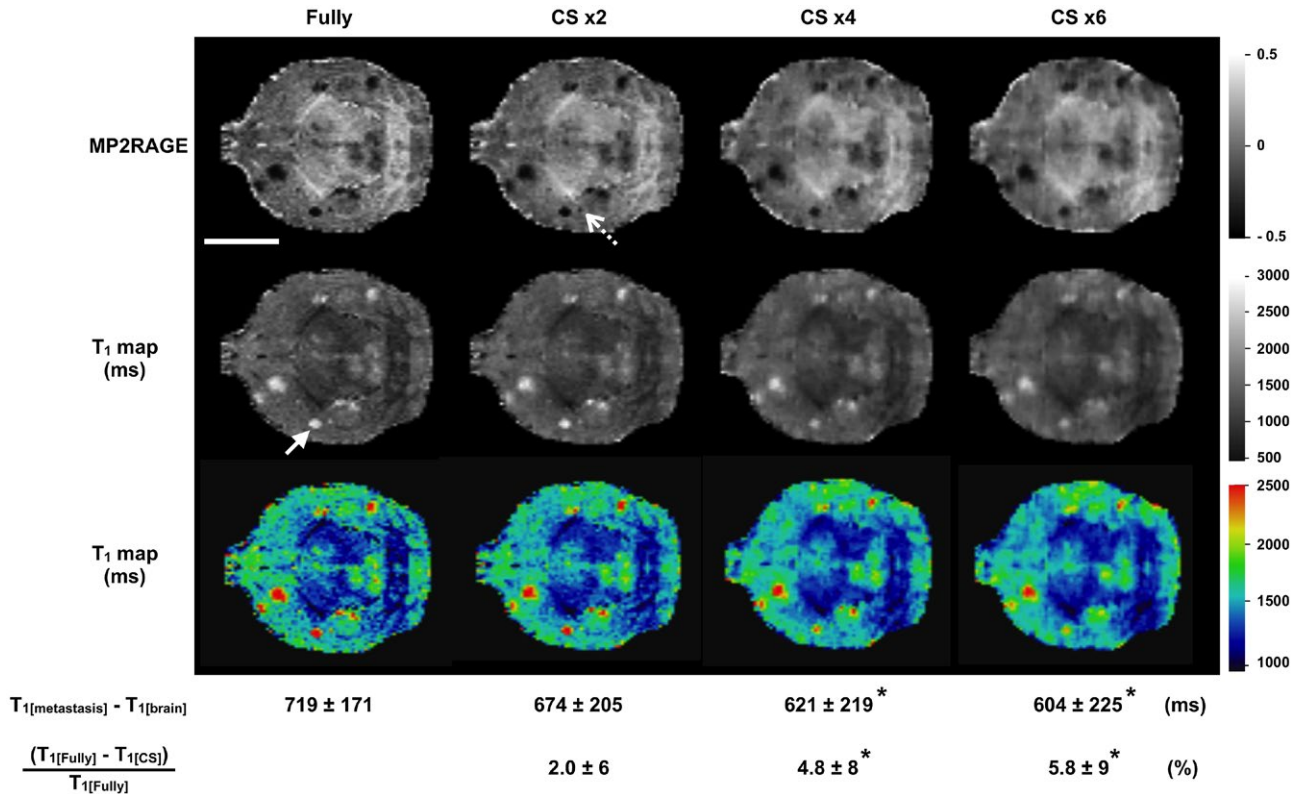 Fully CS x2 CS x4 CS x6
MP2RAGE
0.5
0
- 0.5
T₁ map
(ms)
3000
2500
2000
1500
1000
500
T₁ map
(ms)
2500
2000
1500
1000
T₁[metastasis] - T₁[brain] 719 ± 171 674 ± 205 621 ± 219 * 604 ± 225 * (ms)
(T₁[Fully] - T₁[CS])
T₁[Fully]
2.0 ± 6 4.8 ± 8 * 5.8 ± 9 * (%)